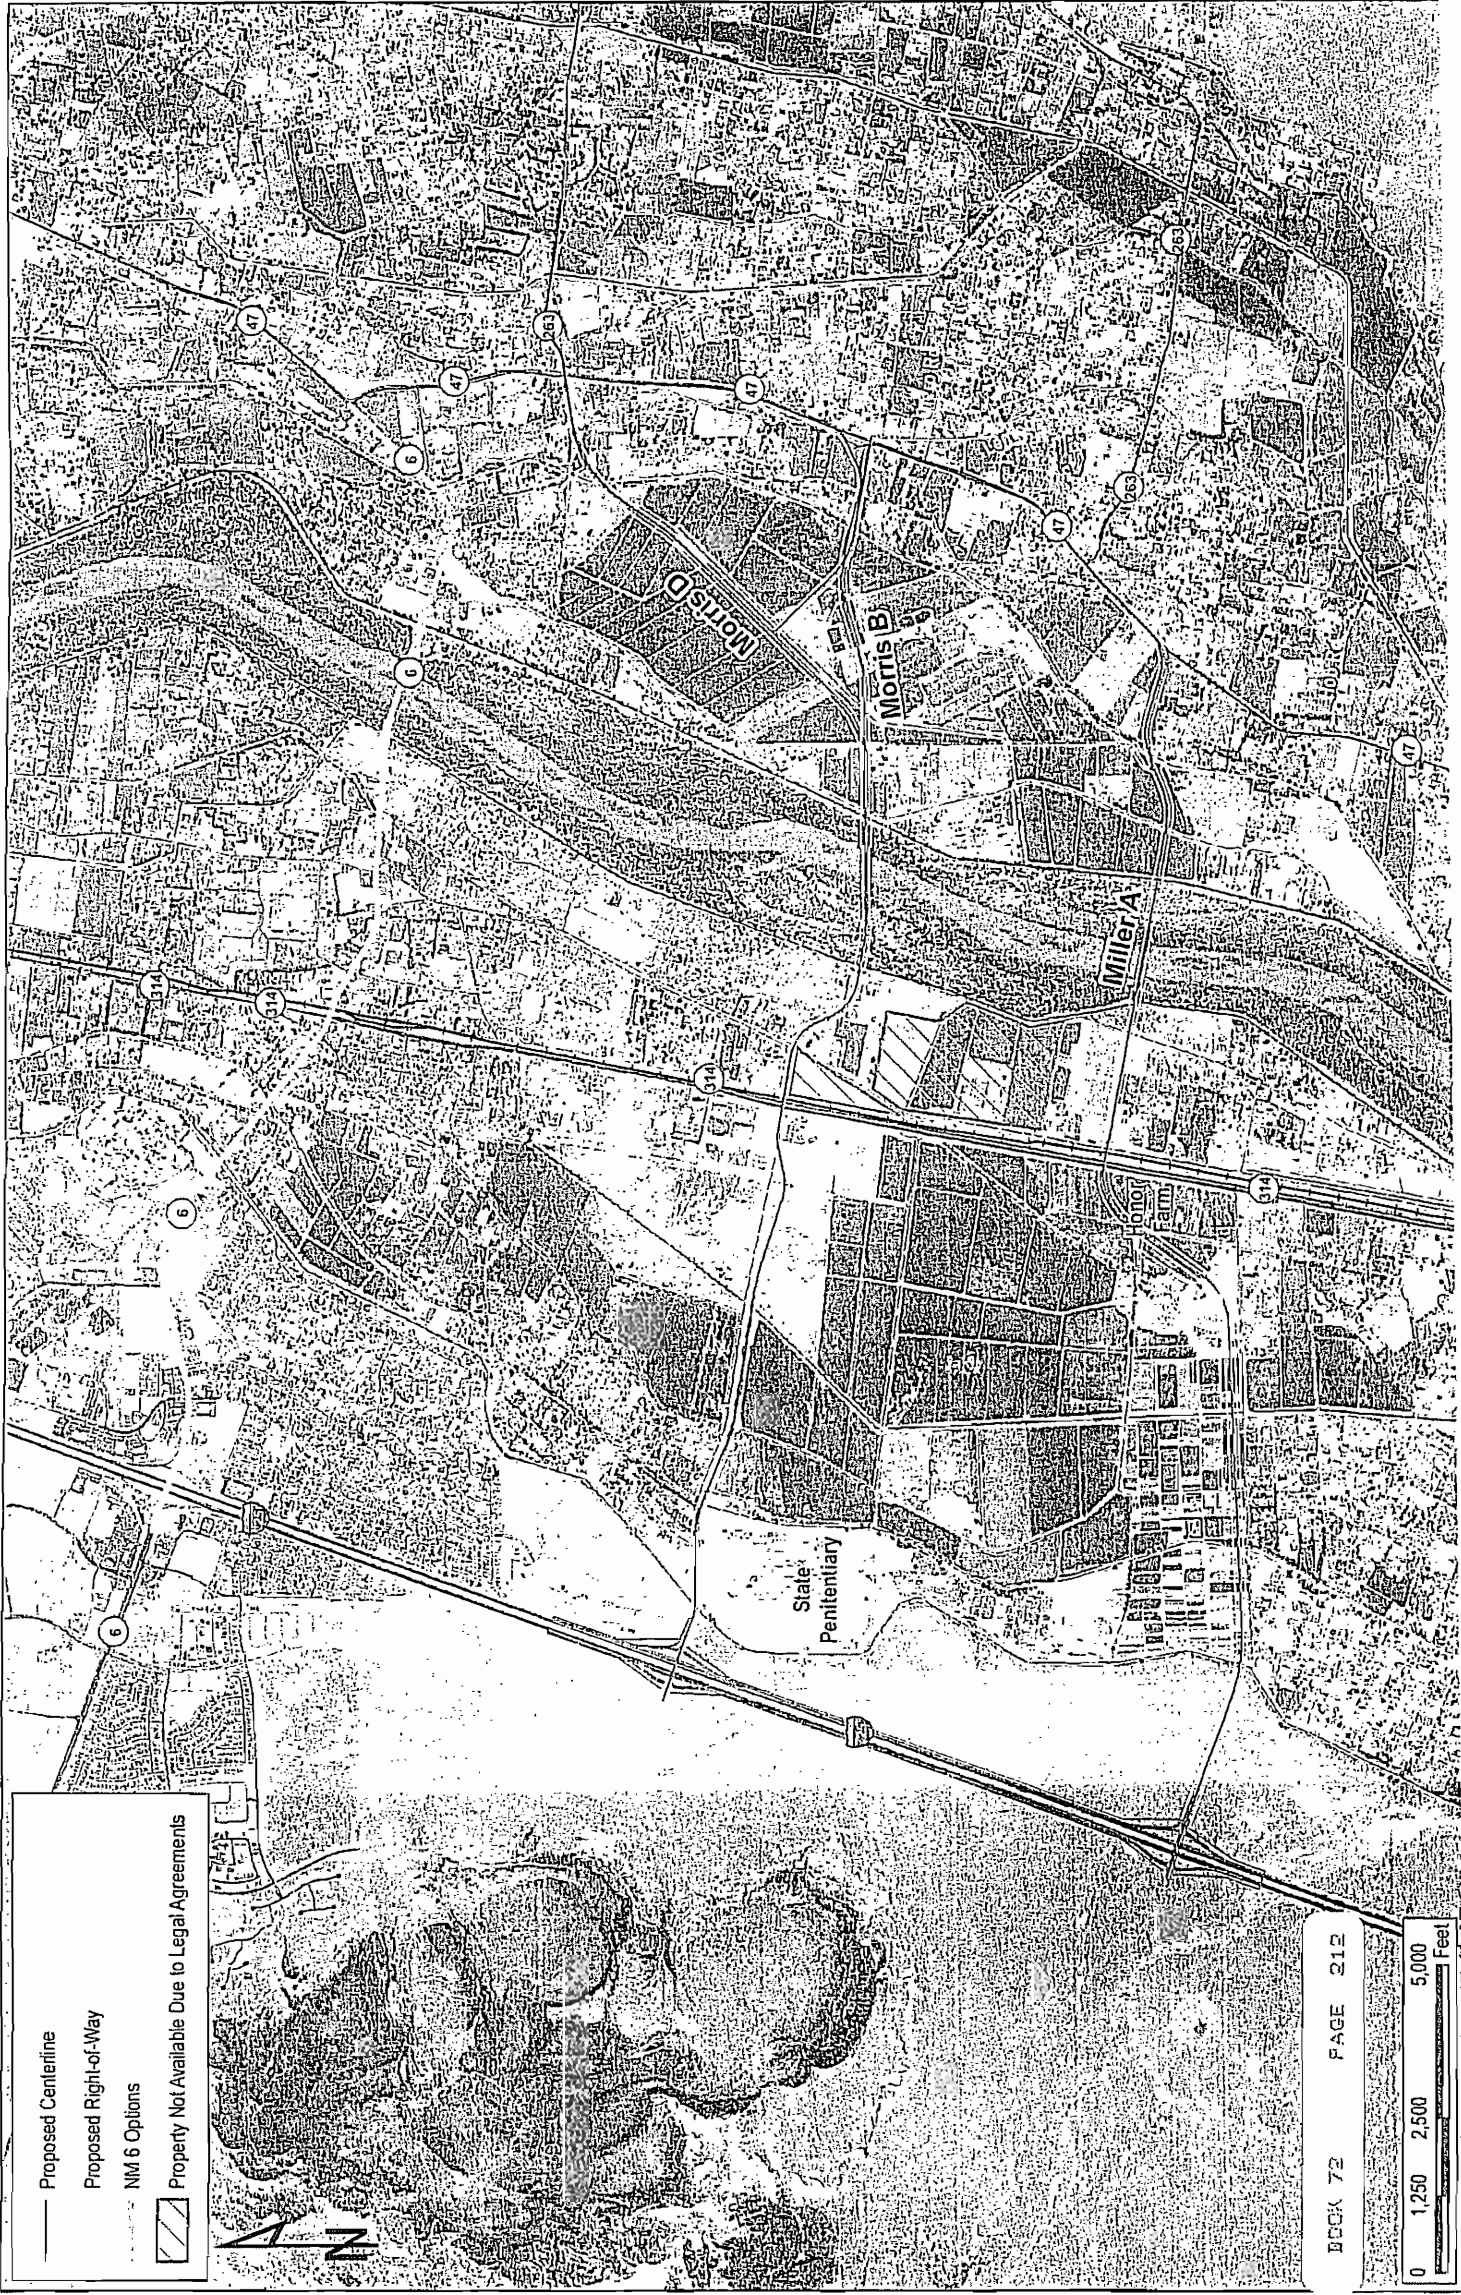 Proposed Centerline
Proposed Right-of-Way
NM 6 Options
Property Not Available Due to Legal Agreements
N
6
6
6
6
47
47
47
47
47
263
263
263
314
314
314
314
Morris D
Morris B
Miller A
State
Penitentiary
Honor
Farm
BOOK 72 PAGE 212
0 1,250 2,500 5,000
Feet